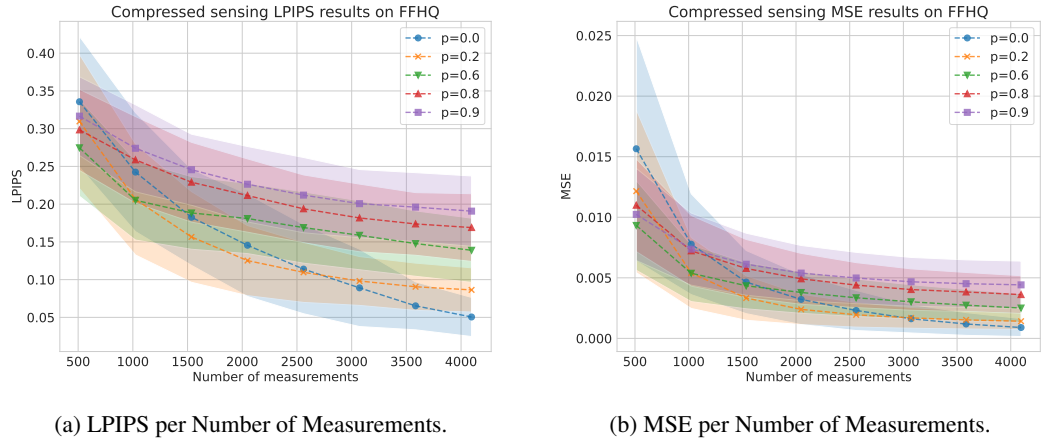 Compressed sensing LPIPS results on FFHQ
LPIPS
0.40
0.35
0.30
0.25
0.20
0.15
0.10
0.05
p=0.0
p=0.2
p=0.6
p=0.8
p=0.9
500 1000 1500 2000 2500 3000 3500 4000
Number of measurements
(a) LPIPS per Number of Measurements.
Compressed sensing MSE results on FFHQ
MSE
0.025
0.020
0.015
0.010
0.005
0.000
p=0.0
p=0.2
p=0.6
p=0.8
p=0.9
500 1000 1500 2000 2500 3000 3500 4000
Number of measurements
(b) MSE per Number of Measurements.